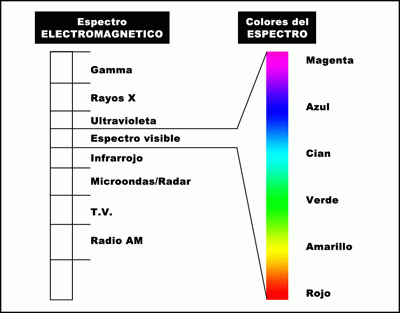 Espectro
ELECTROMAGNETICO
Gamma
Rayos X
Ultravioleta
Espectro visible
Infrarrojo
Microondas/Radar
T.V.
Radio AM
Colores del
ESPECTRO
Magenta
Azul
Cian
Verde
Amarillo
Rojo